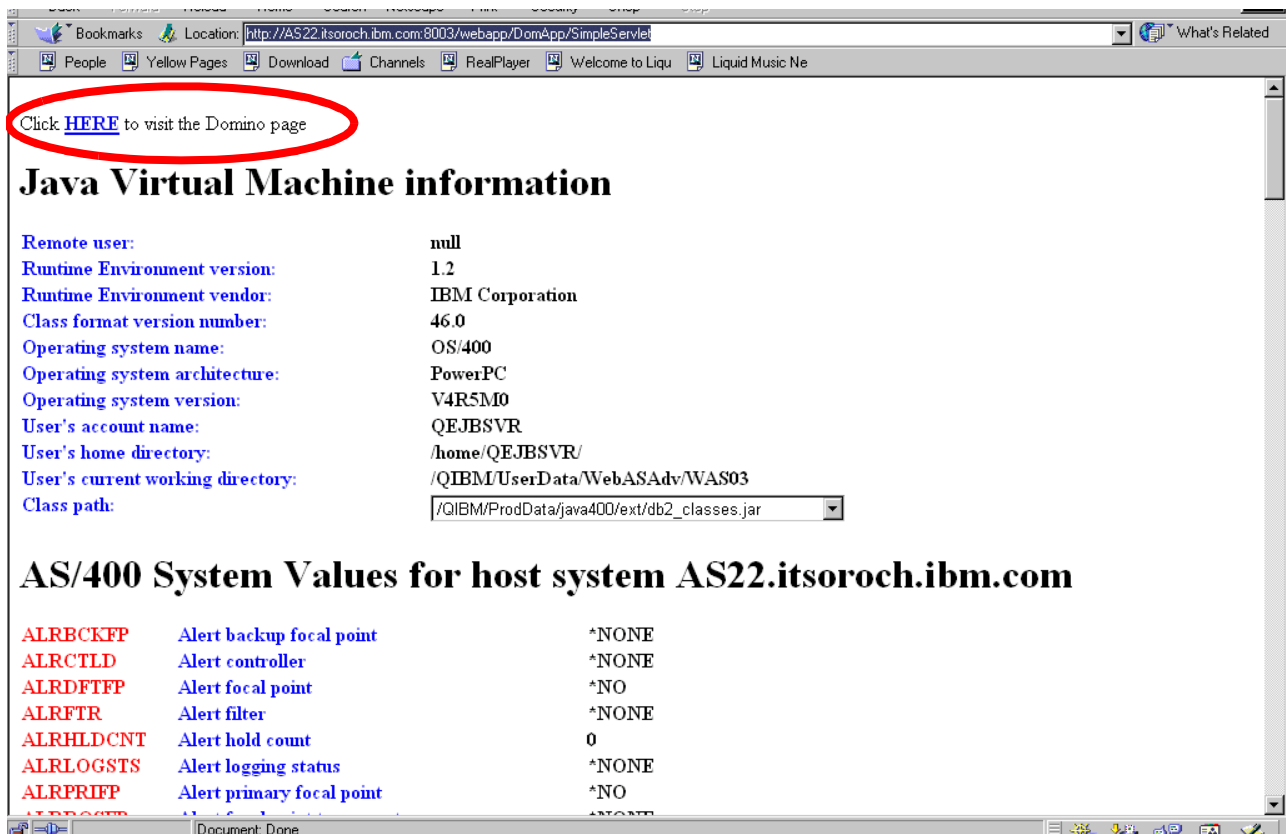 Bookmarks Location: http://AS22.itsoroch.ibm.com:8003/webapp/DomApp/SimpleServlet What's Related
People Yellow Pages Download Channels RealPlayer Welcome to Liqu Liquid Music Ne
Click HERE to visit the Domino page
Java Virtual Machine information
Remote user: null
Runtime Environment version: 1.2
Runtime Environment vendor: IBM Corporation
Class format version number: 46.0
Operating system name: OS/400
Operating system architecture: PowerPC
Operating system version: V4R5M0
User's account name: QEJBSVR
User's home directory: /home/QEJBSVR/
User's current working directory: /QIBM/UserData/WebASAdv/WAS03
Class path: /QIBM/ProdData/java400/ext/db2_classes.jar
AS/400 System Values for host system AS22.itsoroch.ibm.com
ALRBCKFP Alert backup focal point *NONE
ALRCTLD Alert controller *NONE
ALRDFTFP Alert focal point *NO
ALRFTR Alert filter *NONE
ALRHLDCNT Alert hold count 0
ALRLOGSTS Alert logging status *NONE
ALRPRIFP Alert primary focal point *NO
Document: Done